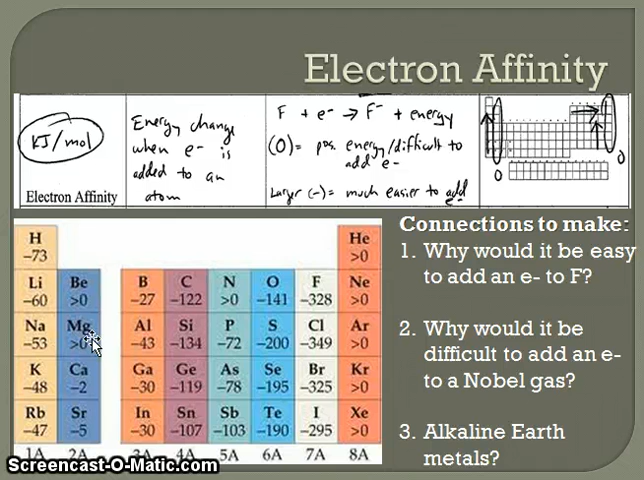 Electron Affinity
KJ/mol
Electron Affinity
Energy change
when e- is
added to an
atom
F + e- → F- + energy
(0) = pos. energy/difficult to
add e-
Larger (-) = much easier to add
0
0
H
-73
He
>0
Li Be B C N O F Ne
-60 >0 -27 -122 >0 -141 -328 >0
Na Mg Al Si P S Cl Ar
-53 >0 -43 -134 -72 -200 -349 >0
K Ca Ga Ge As Se Br Kr
-48 -2 -30 -119 -78 -195 -325 >0
Rb Sr In Sn Sb Te I Xe
-47 -5 -30 -107 -103 -190 -295 >0
1A 2A 3A 4A 5A 6A 7A 8A
Connections to make:
1. Why would it be easy
to add an e- to F?
2. Why would it be
difficult to add an e-
to a Nobel gas?
3. Alkaline Earth
metals?
Screencast-O-Matic.com